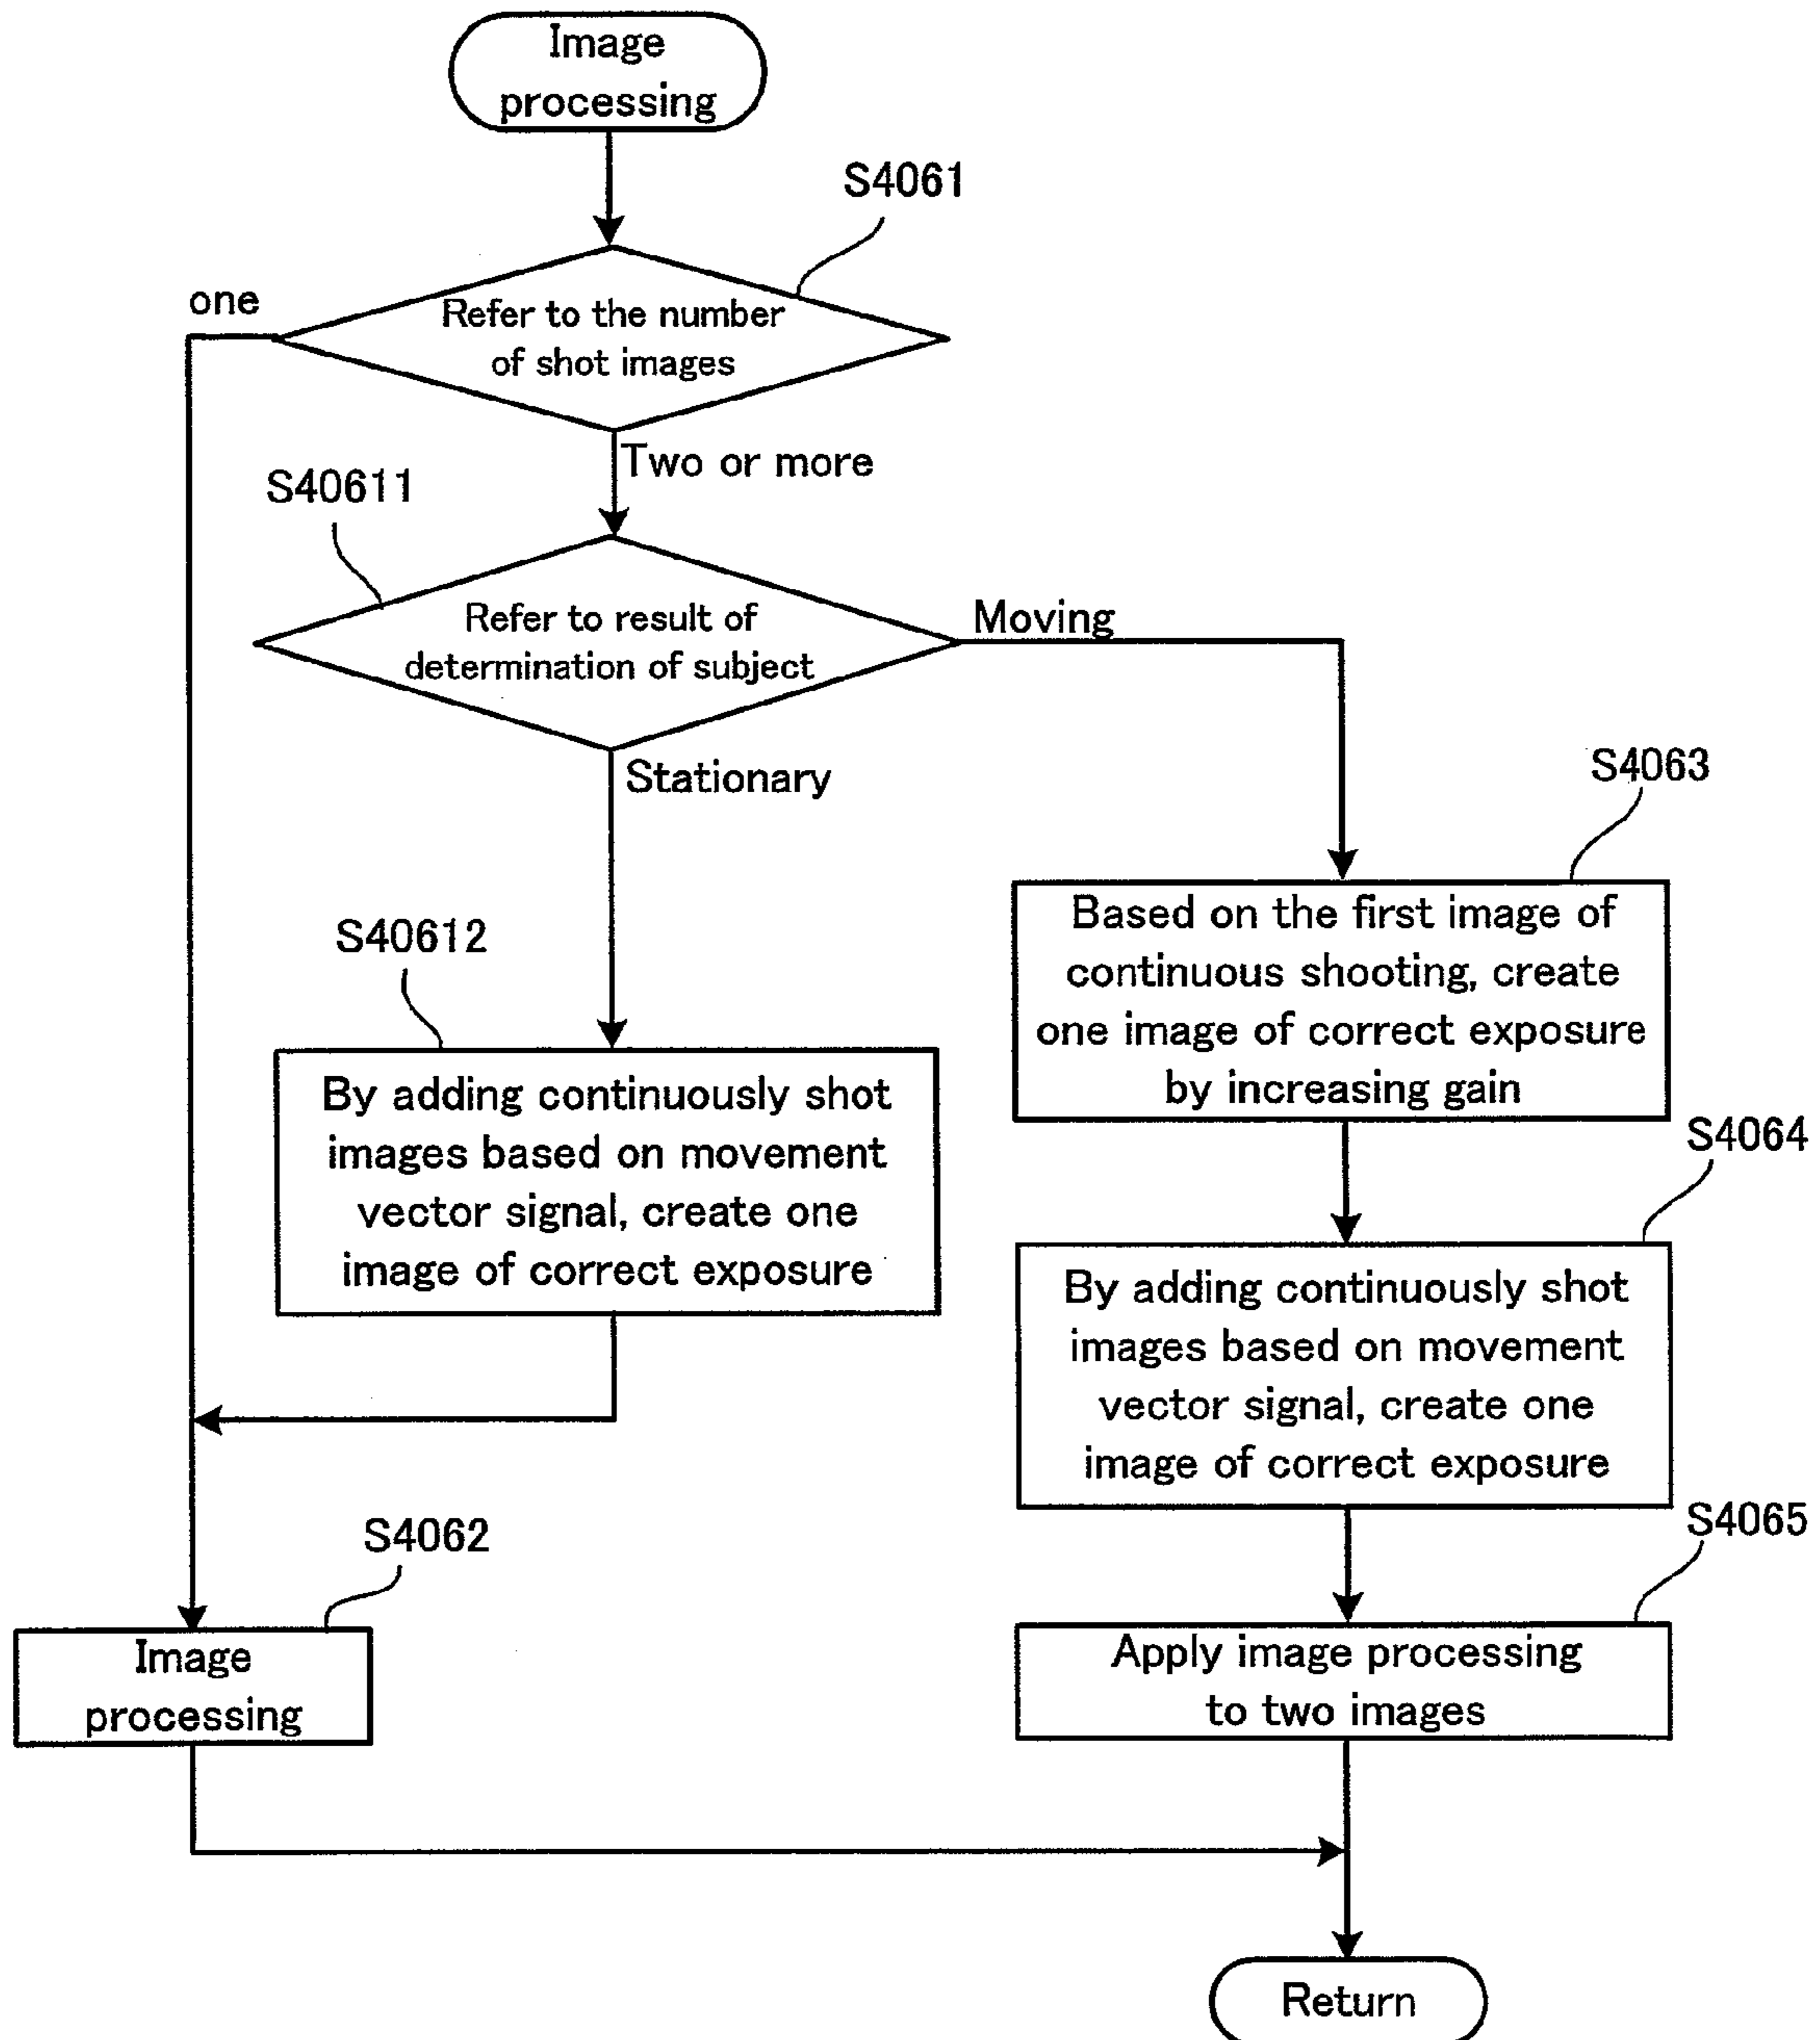 Image
processing
S4061
one
Refer to the number
of shot images
Two or more
S40611
Refer to result of
determination of subject
Moving
Stationary
S4063
Based on the first image of
continuous shooting, create
one image of correct exposure
by increasing gain
S40612
By adding continuously shot
images based on movement
vector signal, create one
image of correct exposure
S4064
By adding continuously shot
images based on movement
vector signal, create one
image of correct exposure
S4062
Image
processing
S4065
Apply image processing
to two images
Return